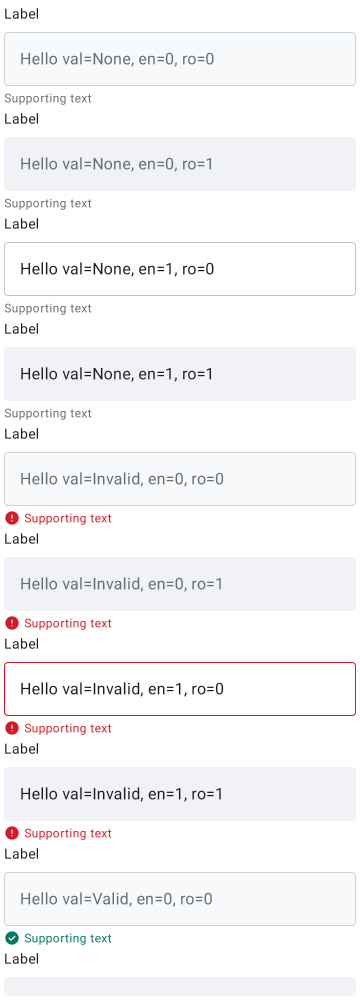 Label
Hello val=None, en=0, ro=0
Supporting text
Label
Hello val=None, en=0, ro=1
Supporting text
Label
Hello val=None, en=1, ro=0
Supporting text
Label
Hello val=None, en=1, ro=1
Supporting text
Label
Hello val=Invalid, en=0, ro=0
Supporting text
Label
Hello val=Invalid, en=0, ro=1
Supporting text
Label
Hello val=Invalid, en=1, ro=0
Supporting text
Label
Hello val=Invalid, en=1, ro=1
Supporting text
Label
Hello val=Valid, en=0, ro=0
Supporting text
Label